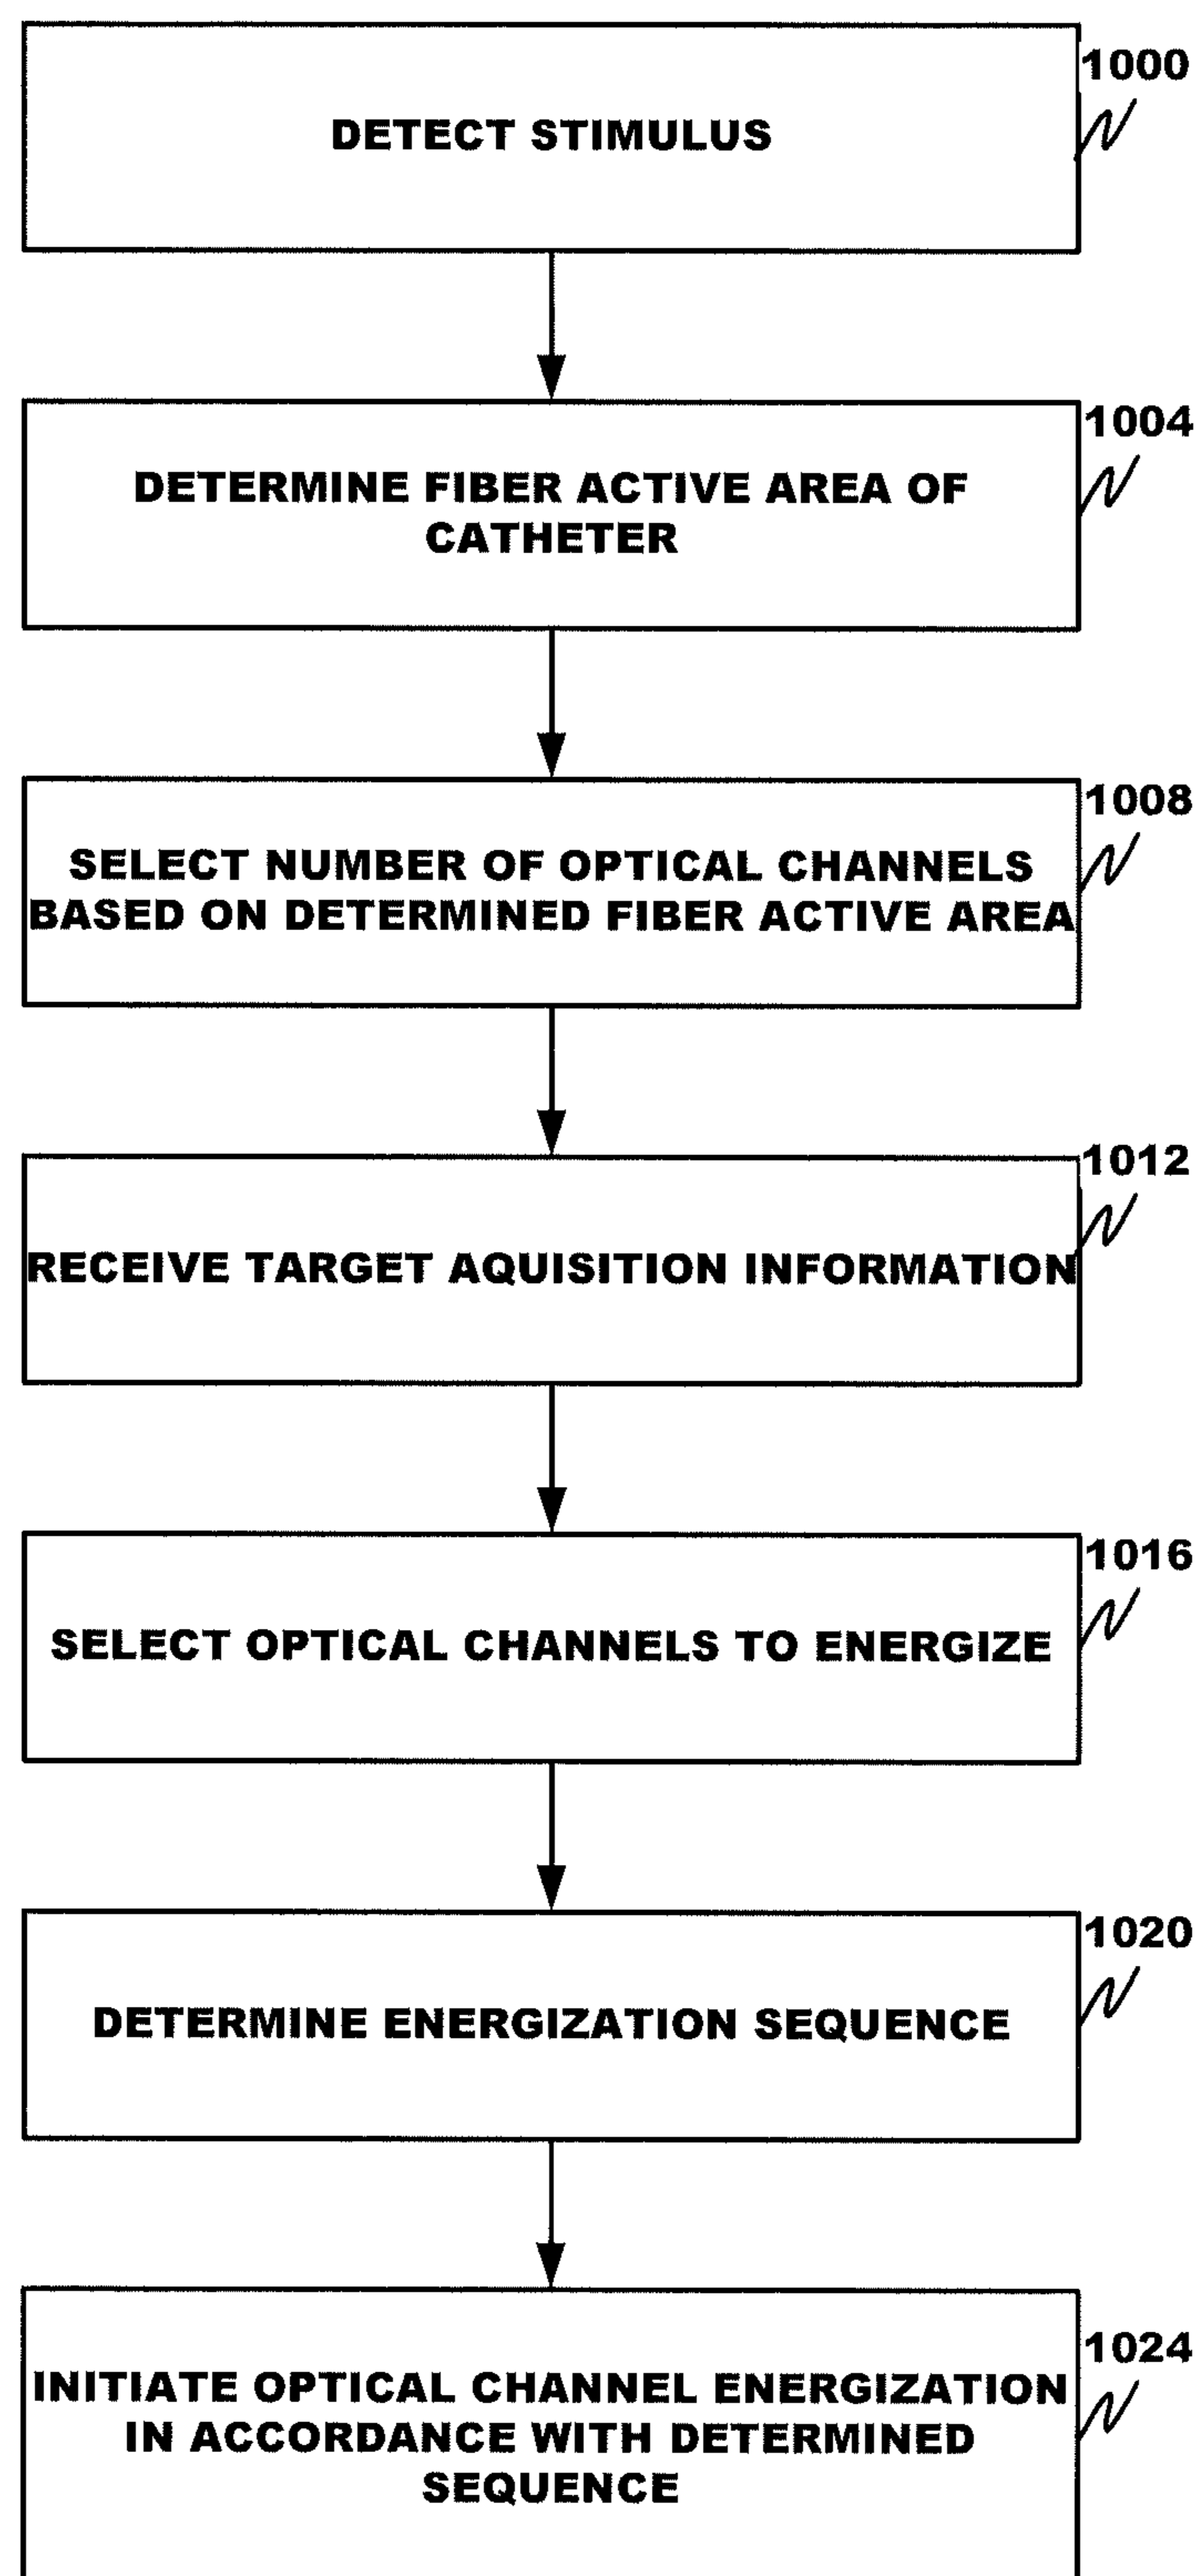 1000
DETECT STIMULUS
1004
DETERMINE FIBER ACTIVE AREA OF
CATHETER
1008
SELECT NUMBER OF OPTICAL CHANNELS
BASED ON DETERMINED FIBER ACTIVE AREA
1012
RECEIVE TARGET AQUISITION INFORMATION
1016
SELECT OPTICAL CHANNELS TO ENERGIZE
1020
DETERMINE ENERGIZATION SEQUENCE
1024
INITIATE OPTICAL CHANNEL ENERGIZATION
IN ACCORDANCE WITH DETERMINED
SEQUENCE